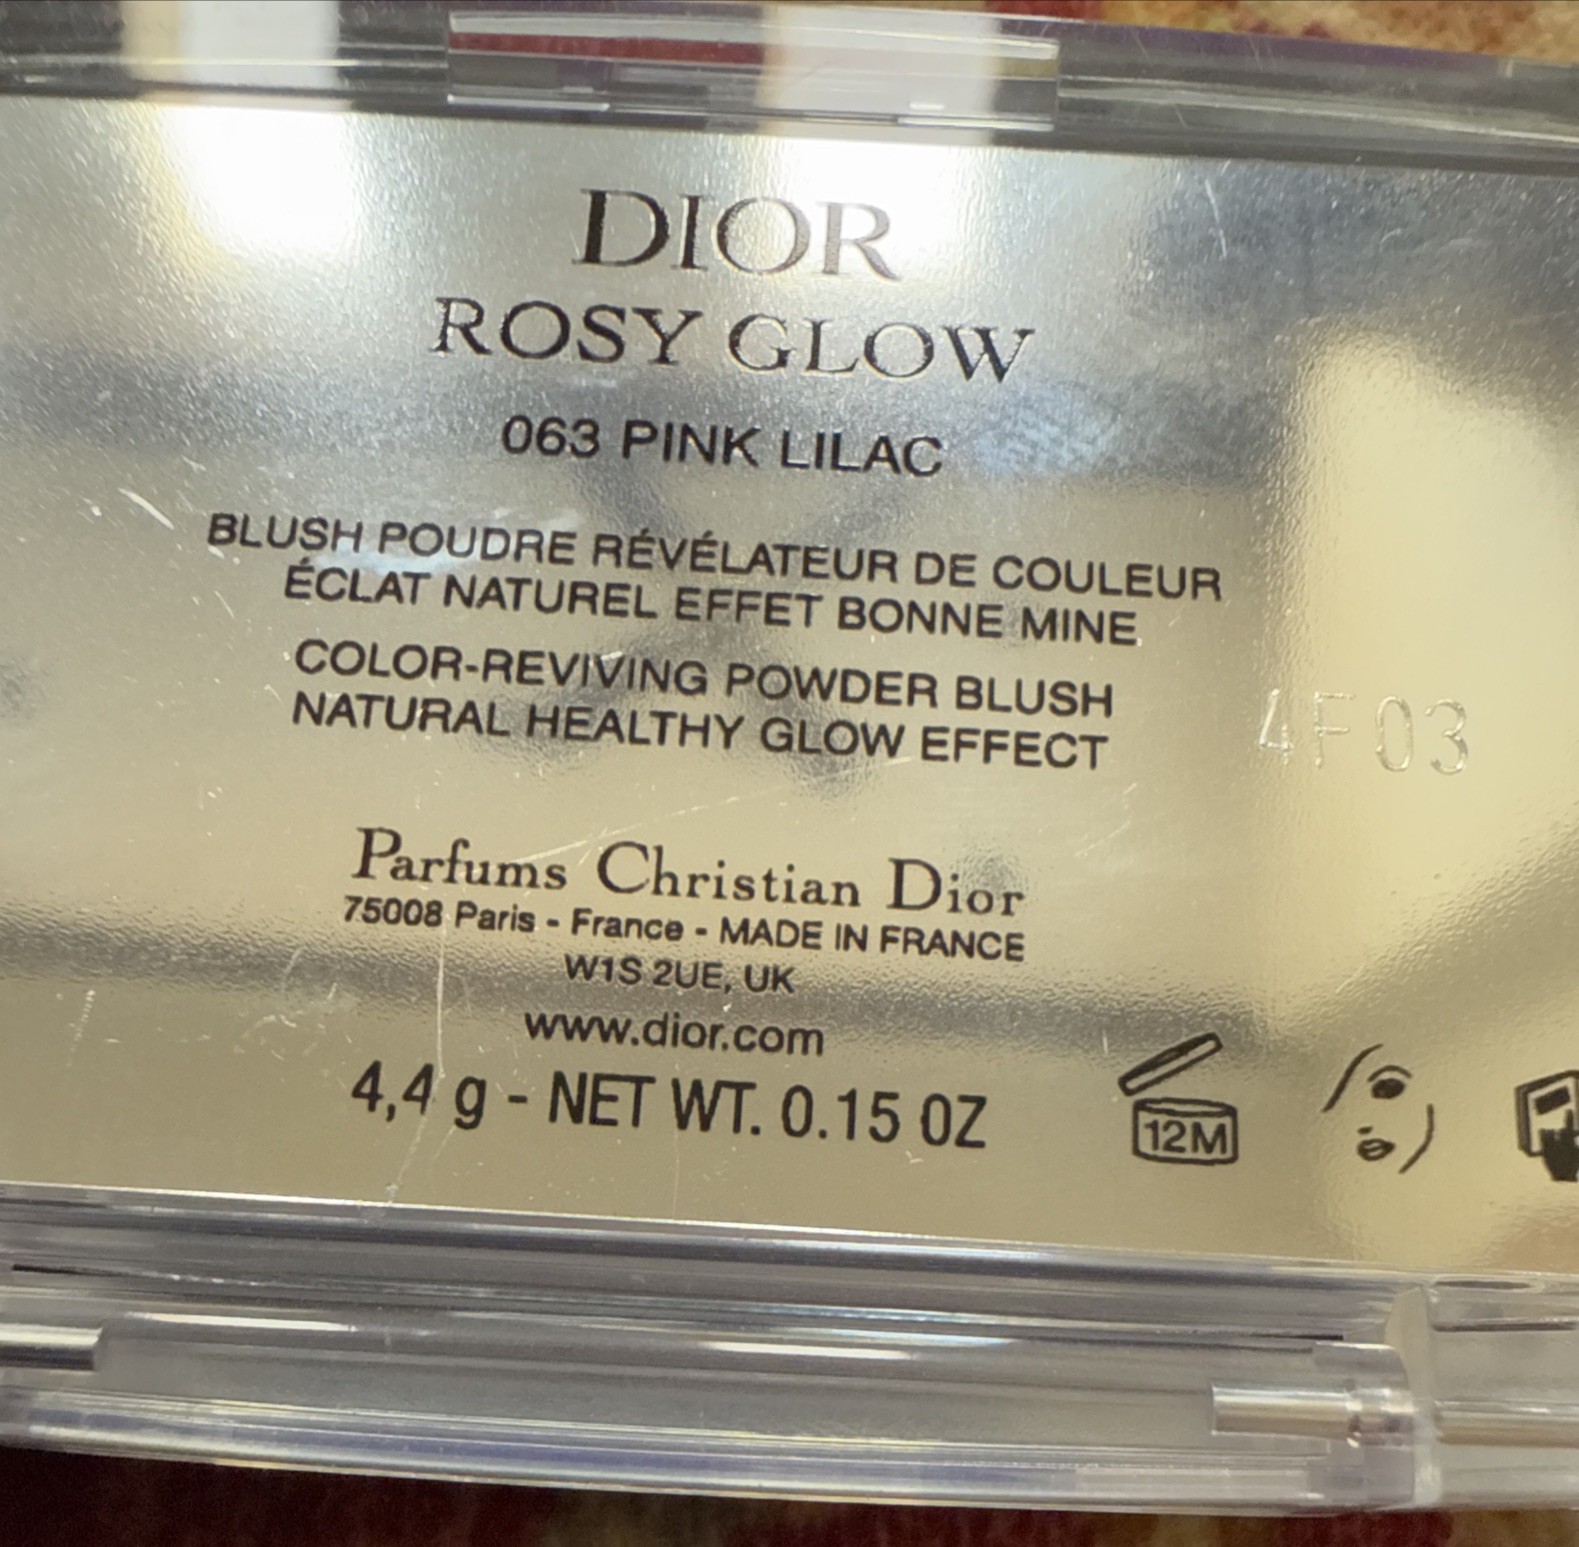 DIOR
ROSY GLOW
063 PINK LILAC
BLUSH POUDRE RÉVÉLATEUR DE COULEUR
ÉCLAT NATUREL EFFET BONNE MINE
COLOR-REVIVING POWDER BLUSH
NATURAL HEALTHY GLOW EFFECT
4F03
Parfums Christian Dior
75008 Paris - France - MADE IN FRANCE
W1S 2UE, UK
www.dior.com
4,4 g - NET WT. 0.15 OZ
12M